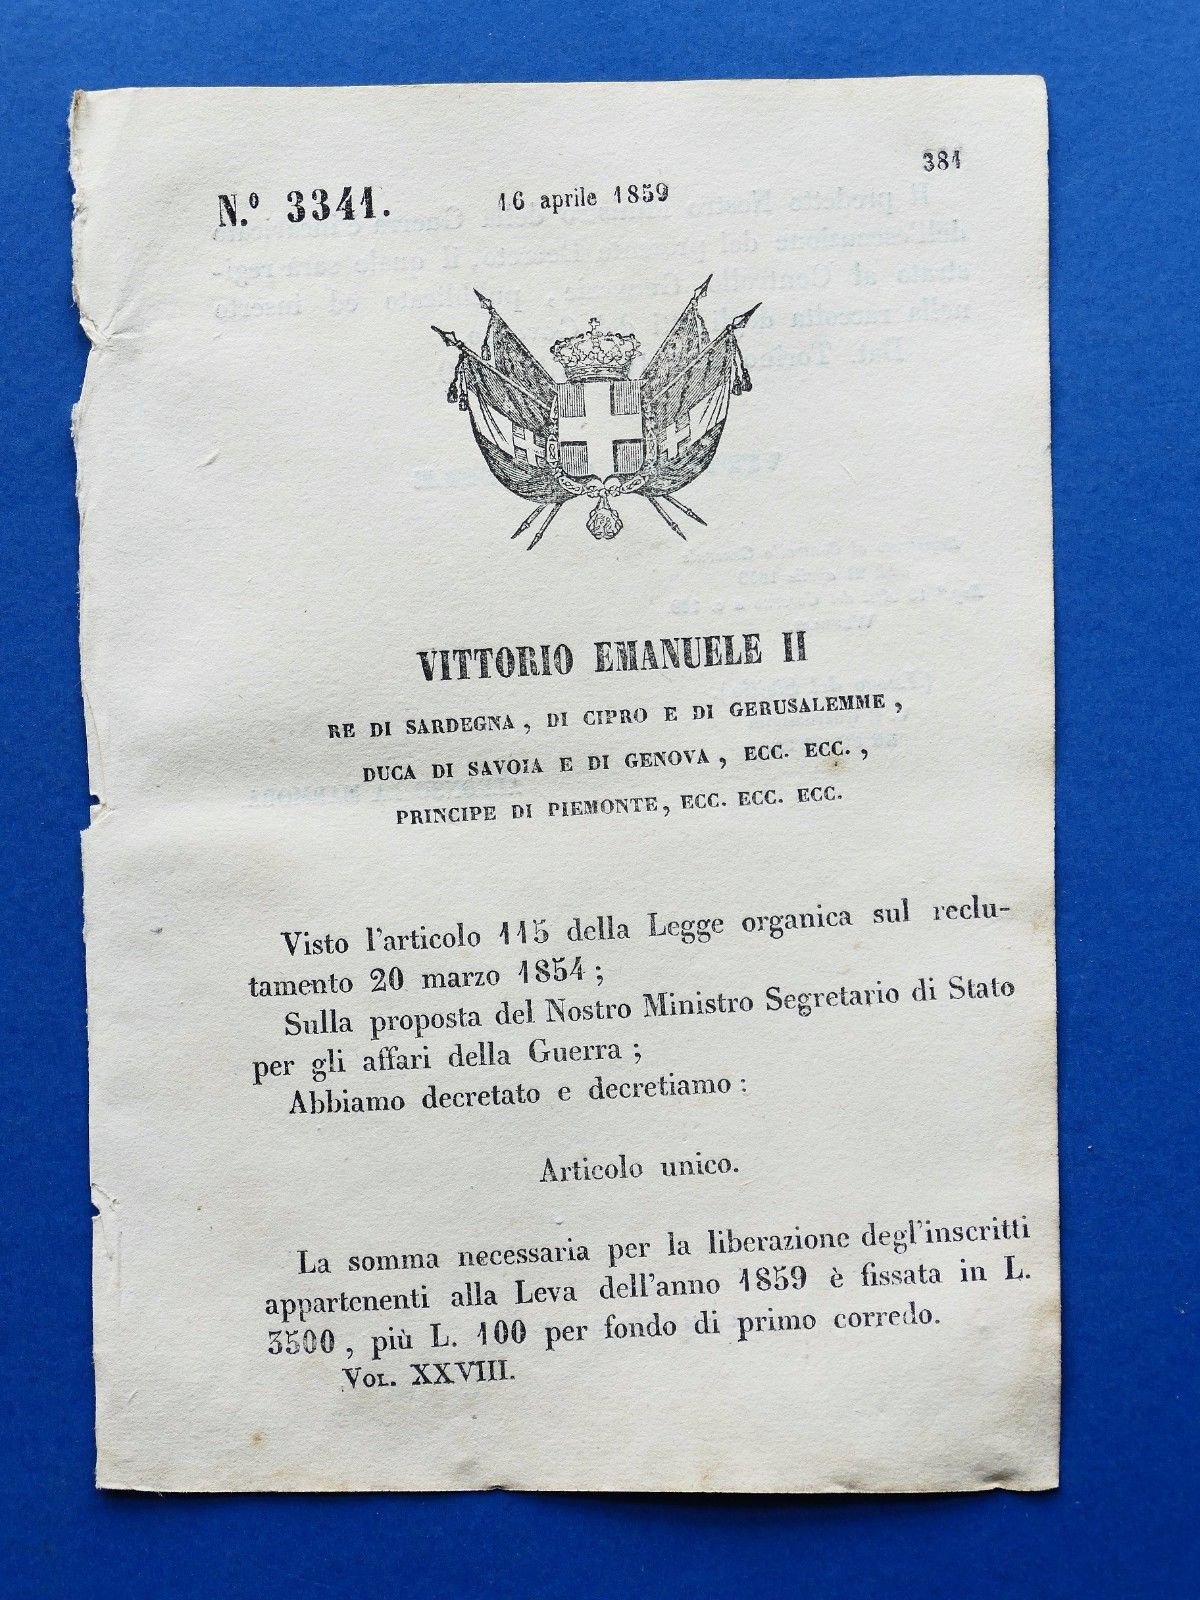 381
N.º 3341. 16 aprile 1859
VITTORIO EMANUELE II
RE DI SARDEGNA, DI CIPRO E DI GERUSALEMME,
DUCA DI SAVOIA E DI GENOVA, ECC. ECC.,
PRINCIPE DI PIEMONTE, ECC. ECC. ECC.
Visto l'articolo 115 della Legge organica sul reclu-
tamento 20 marzo 1854;
Sulla proposta del Nostro Ministro Segretario di Stato
per gli affari della Guerra;
Abbiamo decretato e decretiamo:
Articolo unico.
La somma necessaria per la liberazione degl'inscritti
appartenenti alla Leva dell'anno 1859 è fissata in L.
3500, più L. 100 per fondo di primo corredo.
VOL. XXVIII.